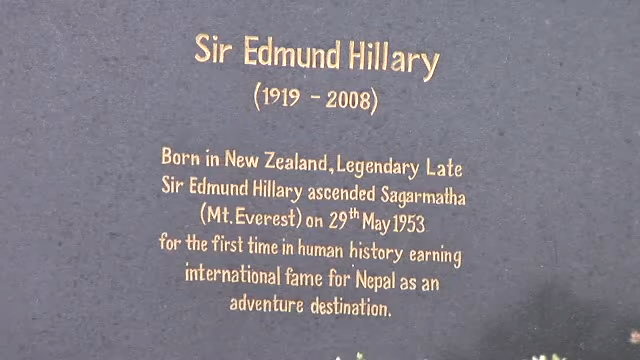 Sir Edmund Hillary
(1919 - 2008)
Born in New Zealand, Legendary Late
Sir Edmund Hillary ascended Sagarmatha
(Mt. Everest) on 29th May 1953
for the first time in human history earning
international fame for Nepal as an
adventure destination.